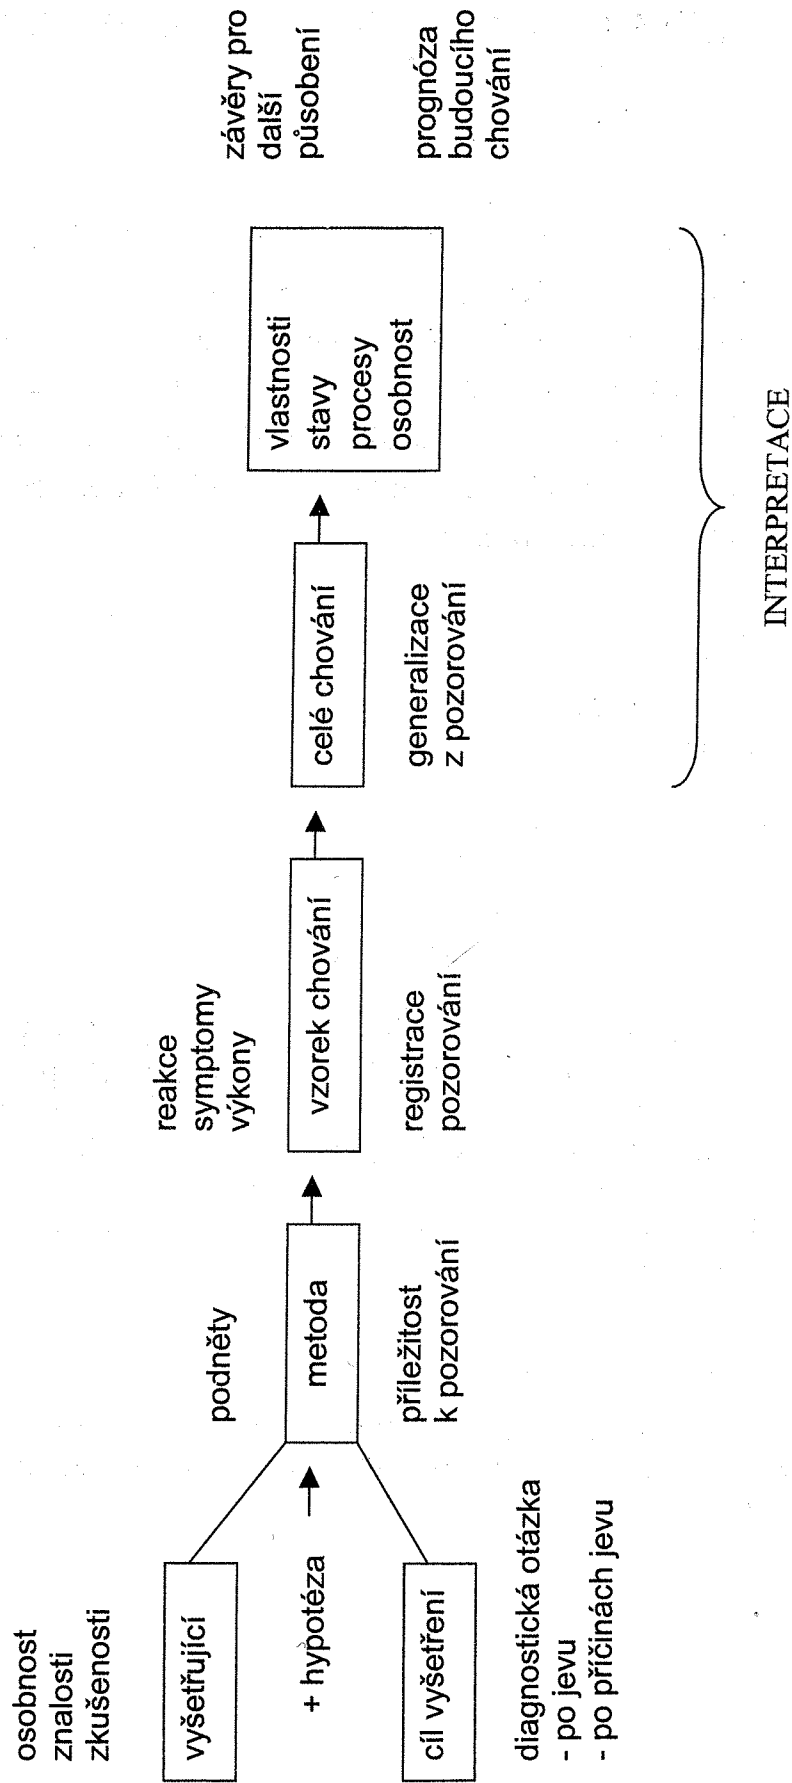 osobnost
znalosti
zkušenosti
vyšetřující
+ hypotéza
cíl vyšetření
diagnostická otázka
- po jevu
- po příčinách jevu
podněty
metoda
příležitost
k pozorování
reakce
symptomy
výkony
vzorek chování
registrace
pozorování
celé chování
generalizace
z pozorování
vlastnosti
stavy
procesy
osobnost
závěry pro
další
působení
prognóza
budoucího
chování
INTERPRETACE